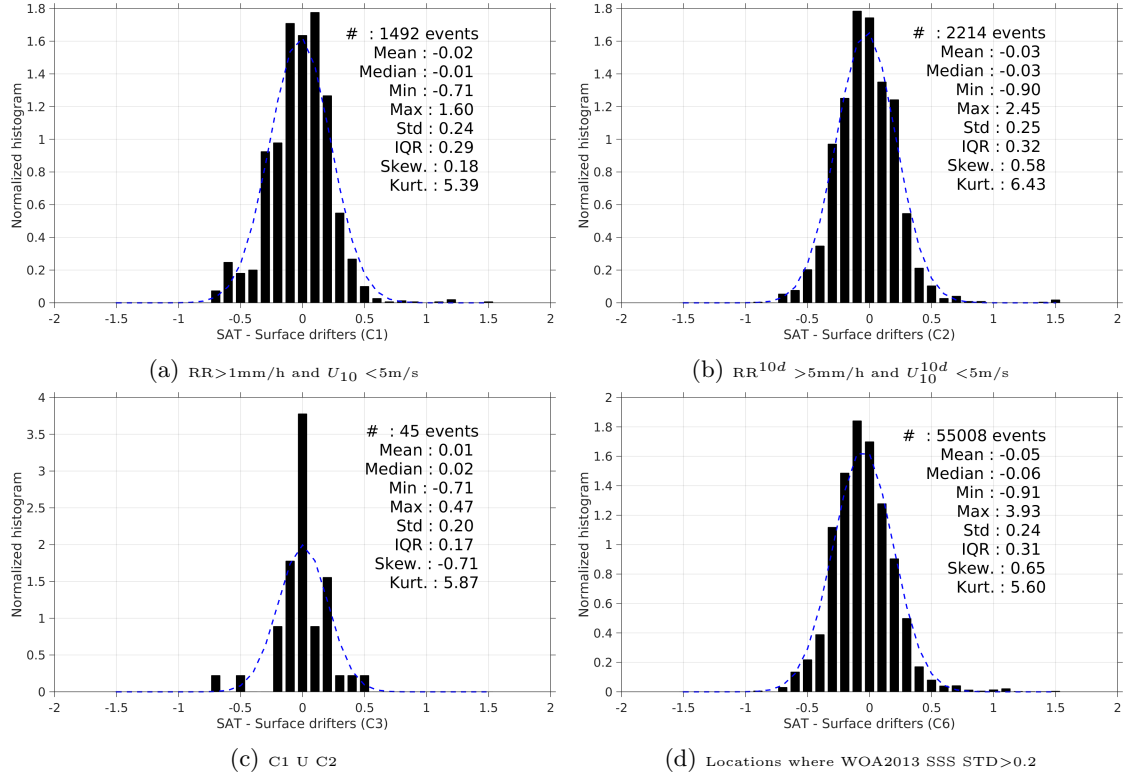 Normalized histogram
1.8
1.6
1.4
1.2
1
0.8
0.6
0.4
0.2
0
# : 1492 events
Mean : -0.02
Median : -0.01
Min : -0.71
Max : 1.60
Std : 0.24
IQR : 0.29
Skew. : 0.18
Kurt. : 5.39
-2 -1.5 -1 -0.5 0 0.5 1 1.5 2
SAT - Surface drifters (C1)
(a) RR>1mm/h and U10 <5m/s
Normalized histogram
1.8
1.6
1.4
1.2
1
0.8
0.6
0.4
0.2
0
# : 2214 events
Mean : -0.03
Median : -0.03
Min : -0.90
Max : 2.45
Std : 0.25
IQR : 0.32
Skew. : 0.58
Kurt. : 6.43
-2 -1.5 -1 -0.5 0 0.5 1 1.5 2
SAT - Surface drifters (C2)
(b) RR10d >5mm/h and U10d10 <5m/s
Normalized histogram
4
3.5
3
2.5
2
1.5
1
0.5
0
# : 45 events
Mean : 0.01
Median : 0.02
Min : -0.71
Max : 0.47
Std : 0.20
IQR : 0.17
Skew. : -0.71
Kurt. : 5.87
-2 -1.5 -1 -0.5 0 0.5 1 1.5 2
SAT - Surface drifters (C3)
(c) C1 U C2
Normalized histogram
2
1.8
1.6
1.4
1.2
1
0.8
0.6
0.4
0.2
0
# : 55008 events
Mean : -0.05
Median : -0.06
Min : -0.91
Max : 3.93
Std : 0.24
IQR : 0.31
Skew. : 0.65
Kurt. : 5.60
-2 -1.5 -1 -0.5 0 0.5 1 1.5 2
SAT - Surface drifters (C6)
(d) Locations where WOA2013 SSS STD>0.2